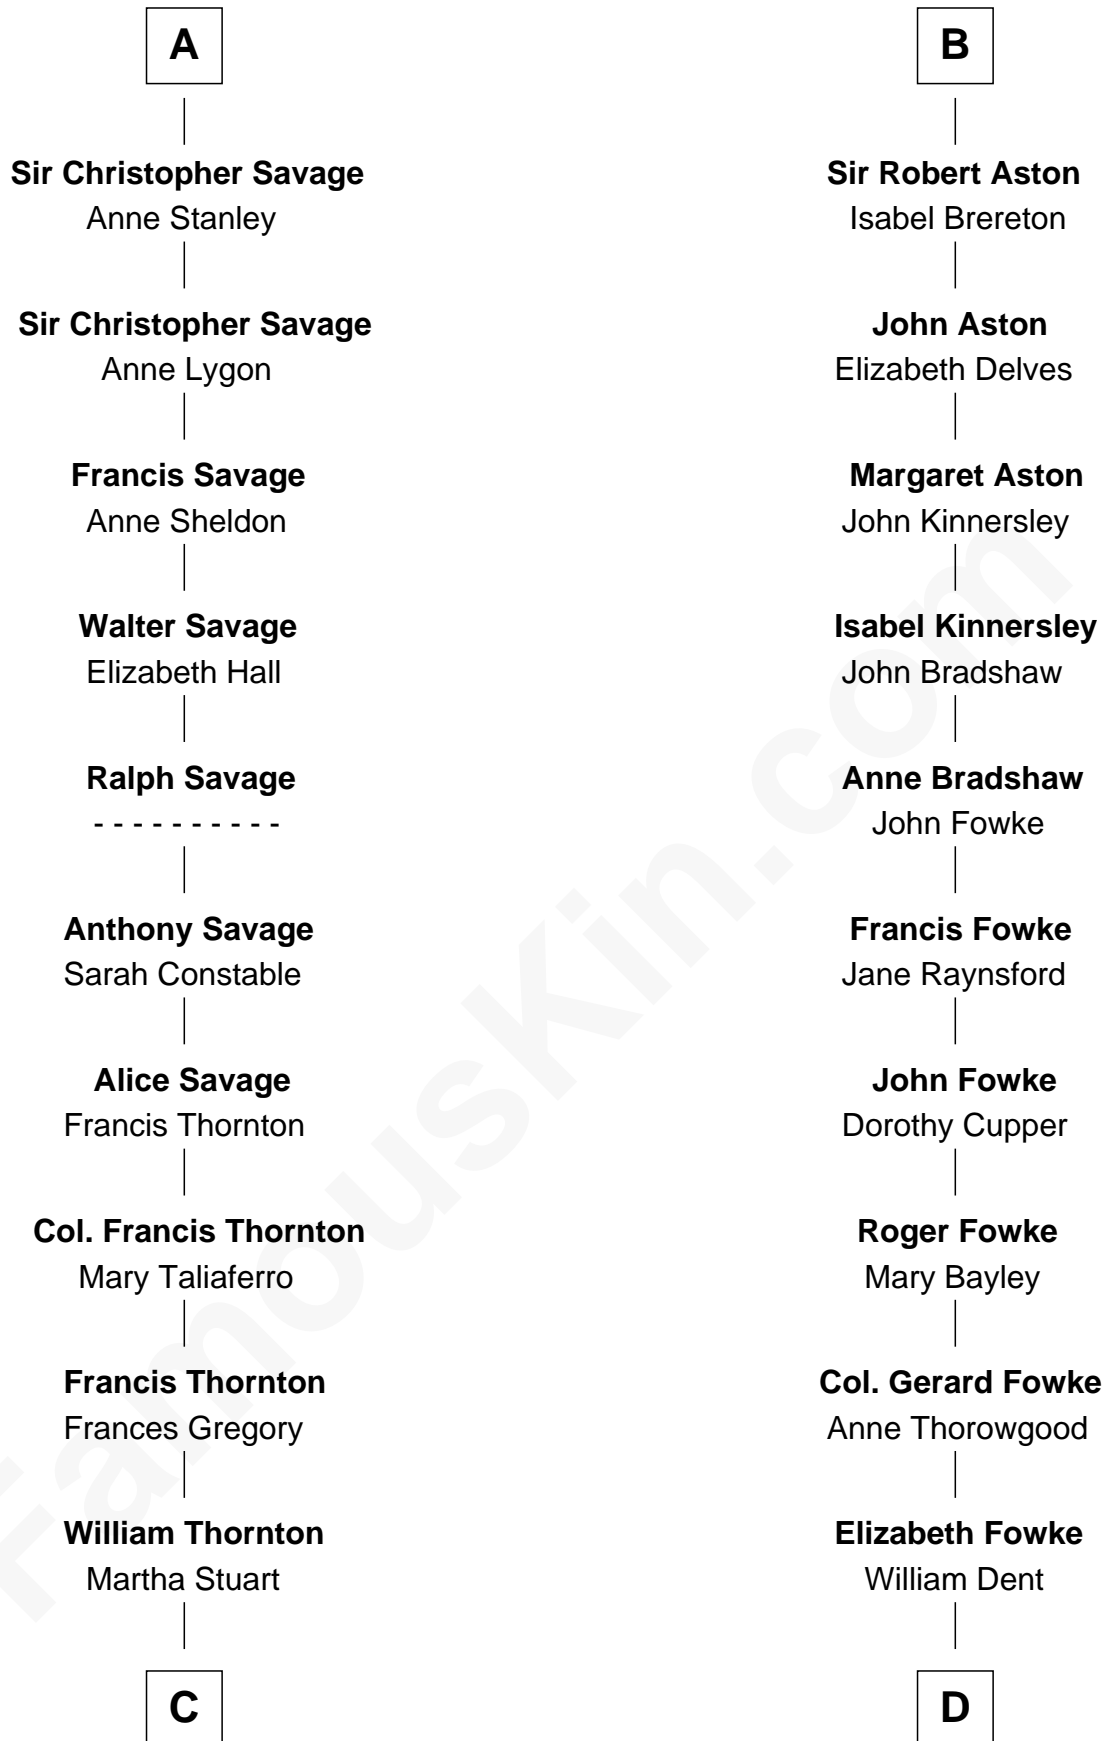 A
Sir Christopher Savage
Anne Stanley
Sir Christopher Savage
Anne Lygon
Francis Savage
Anne Sheldon
Walter Savage
Elizabeth Hall
Ralph Savage
- - - - - - - - - -
Anthony Savage
Sarah Constable
Alice Savage
Francis Thornton
Col. Francis Thornton
Mary Taliaferro
Francis Thornton
Frances Gregory
William Thornton
Martha Stuart
C
B
Sir Robert Aston
Isabel Brereton
John Aston
Elizabeth Delves
Margaret Aston
John Kinnersley
Isabel Kinnersley
John Bradshaw
Anne Bradshaw
John Fowke
Francis Fowke
Jane Raynsford
John Fowke
Dorothy Cupper
Roger Fowke
Mary Bayley
Col. Gerard Fowke
Anne Thorowgood
Elizabeth Fowke
William Dent
D
FamousKin.com